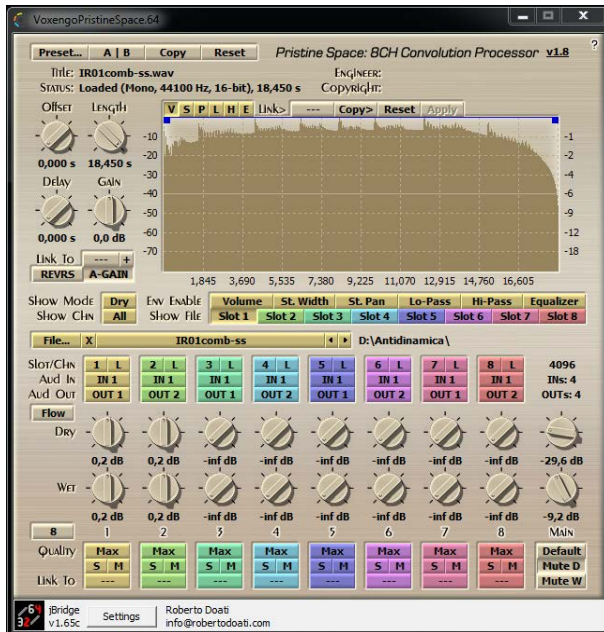 VoxengoPristineSpace.64
Preset... A | B Copy Reset Pristine Space: 8CH Convolution Processor v1.8 ?
Title: IR01comb-ss.wav Engineer:
Status: Loaded (Mono, 44100 Hz, 16-bit), 18,450 s Copyright:
Offset Length V S P L H E Link> --- Copy> Reset Apply
-10 -1
0,000 s 18,450 s -20 -2
Delay Gain -30 -4
-40 -6
-50 -9
0,000 s 0,0 dB -60 -12
Link To --- + -70 -18
REVRS A-GAIN
1,845 3,690 5,535 7,380 9,225 11,070 12,915 14,760 16,605
Show Mode Dry Env Enable Volume St. Width St. Pan Lo-Pass Hi-Pass Equalizer
Show Chn All Show File Slot 1 Slot 2 Slot 3 Slot 4 Slot 5 Slot 6 Slot 7 Slot 8
File... X IR01comb-ss D:\Antidinamica\
Slot/Chn 1 L 2 L 3 L 4 L 5 L 6 L 7 L 8 L 4096
Aud In IN 1 IN 1 IN 1 IN 1 IN 1 IN 1 IN 1 IN 1 INs: 4
Aud Out OUT 1 OUT 2 OUT 1 OUT 2 OUT 1 OUT 2 OUT 1 OUT 2 OUTs: 4
Flow
Dry
0,2 dB 0,2 dB -inf dB -inf dB -inf dB -inf dB -inf dB -inf dB -29,6 dB
Wet
0,2 dB 0,2 dB -inf dB -inf dB -inf dB -inf dB -inf dB -inf dB -9,2 dB
8 1 2 3 4 5 6 7 8 Main
Quality Max Max Max Max Max Max Max Max Default
S M S M S M S M S M S M S M S M Mute D
Link To --- --- --- --- --- --- --- --- Mute W
64 jBridge Settings Roberto Doati
32 v1.65c info@robertodoati.com